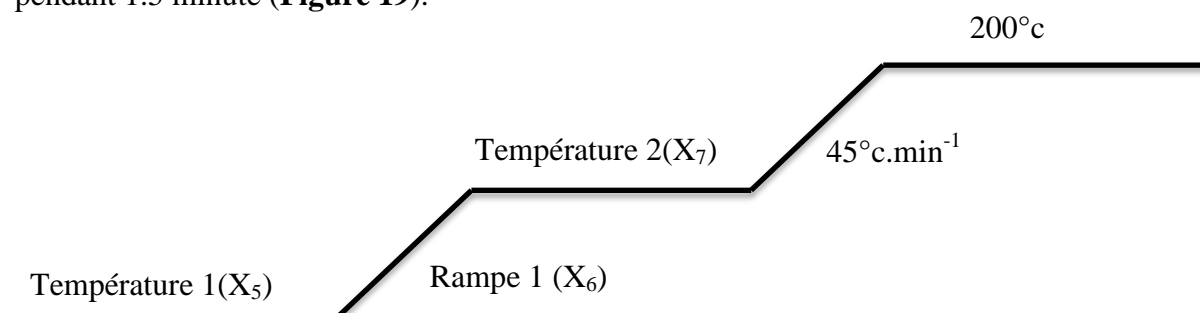 pendant 1.5 minute (Figure 19).
200°c
Température 2(X₇)
45°c.min⁻¹
Température 1(X₅)
Rampe 1 (X₆)